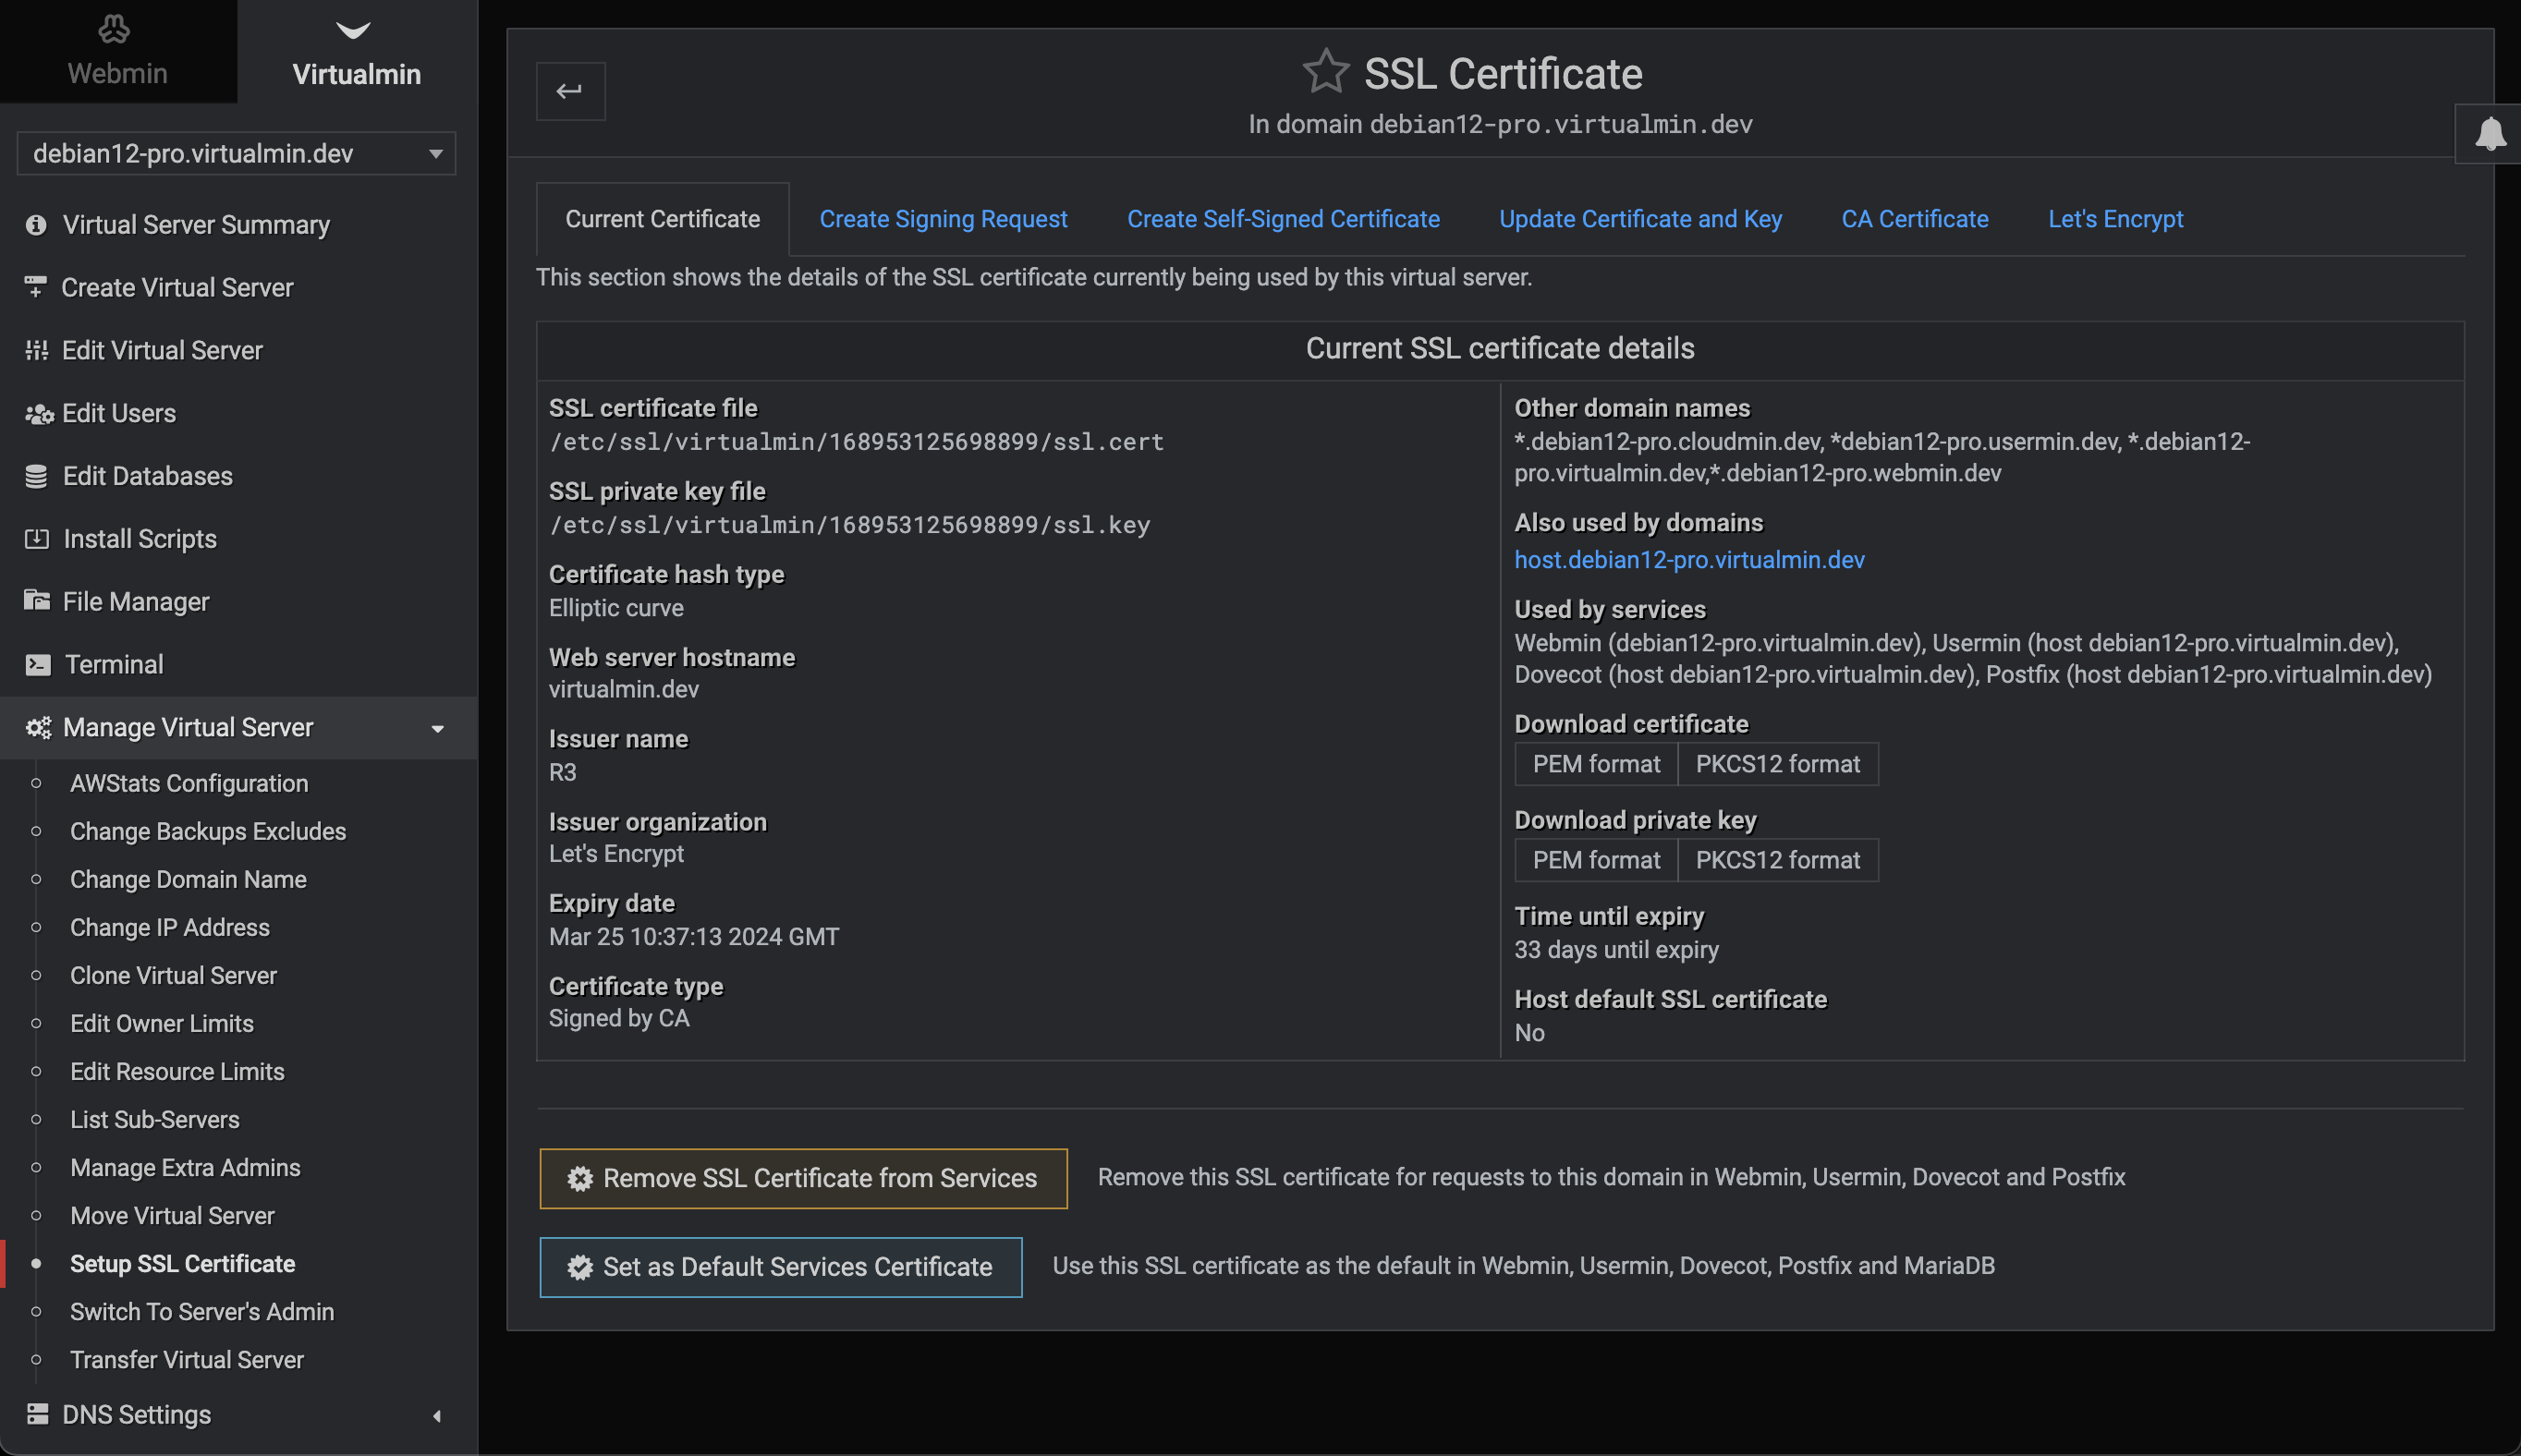 Webmin
Virtualmin
debian12-pro.virtualmin.dev
Virtual Server Summary
Create Virtual Server
Edit Virtual Server
Edit Users
Edit Databases
Install Scripts
File Manager
Terminal
Manage Virtual Server
AWStats Configuration
Change Backups Excludes
Change Domain Name
Change IP Address
Clone Virtual Server
Edit Owner Limits
Edit Resource Limits
List Sub-Servers
Manage Extra Admins
Move Virtual Server
Setup SSL Certificate
Switch To Server's Admin
Transfer Virtual Server
DNS Settings
SSL Certificate
In domain debian12-pro.virtualmin.dev
Current Certificate
Create Signing Request
Create Self-Signed Certificate
Update Certificate and Key
CA Certificate
Let's Encrypt
This section shows the details of the SSL certificate currently being used by this virtual server.
Current SSL certificate details
SSL certificate file
/etc/ssl/virtualmin/168953125698899/ssl.cert
SSL private key file
/etc/ssl/virtualmin/168953125698899/ssl.key
Certificate hash type
Elliptic curve
Web server hostname
virtualmin.dev
Issuer name
R3
Issuer organization
Let's Encrypt
Expiry date
Mar 25 10:37:13 2024 GMT
Certificate type
Signed by CA
Other domain names
*.debian12-pro.cloudmin.dev, *debian12-pro.usermin.dev, *.debian12-
pro.virtualmin.dev,*.debian12-pro.webmin.dev
Also used by domains
host.debian12-pro.virtualmin.dev
Used by services
Webmin (debian12-pro.virtualmin.dev), Usermin (host debian12-pro.virtualmin.dev),
Dovecot (host debian12-pro.virtualmin.dev), Postfix (host debian12-pro.virtualmin.dev)
Download certificate
PEM format
PKCS12 format
Download private key
PEM format
PKCS12 format
Time until expiry
33 days until expiry
Host default SSL certificate
No
Remove SSL Certificate from Services
Remove this SSL certificate for requests to this domain in Webmin, Usermin, Dovecot and Postfix
Set as Default Services Certificate
Use this SSL certificate as the default in Webmin, Usermin, Dovecot, Postfix and MariaDB